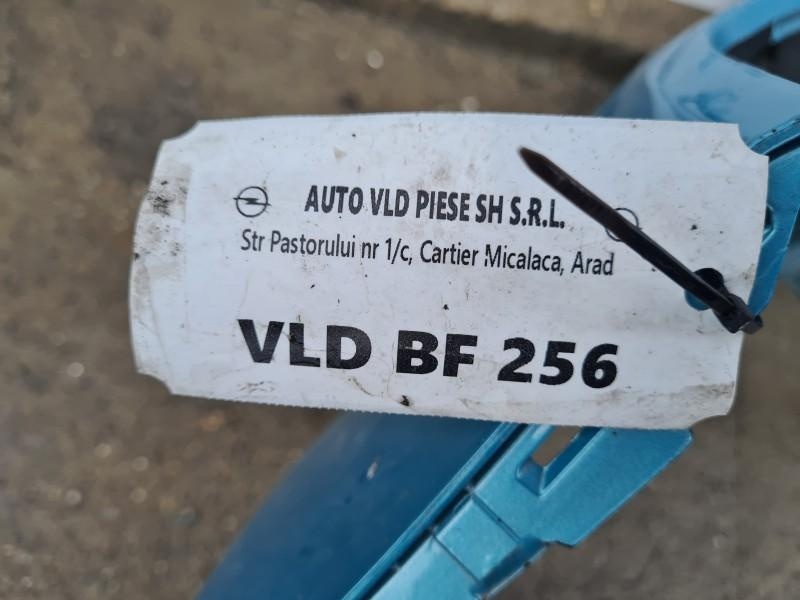 AUTO VLD PIESE SH S.R.L.
Str Pastorului nr 1/c, Cartier Micalaca, Arad
VLD BF 256